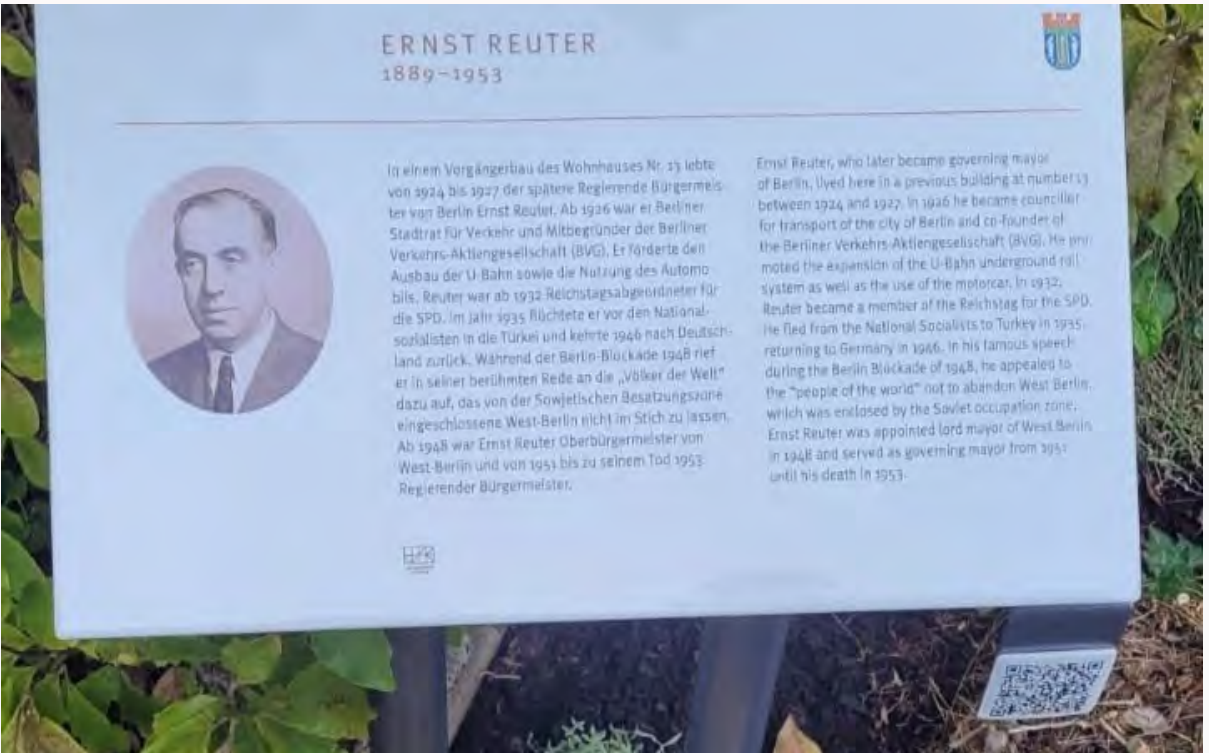 ERNST REUTER
1889–1953
In einem Vorgängerbau des Wohnhauses Nr. 13 lebte
von 1924 bis 1927 der spätere Regierende Bürgermeis-
ter von Berlin Ernst Reuter. Ab 1926 war er Berliner
Stadtrat für Verkehr und Mitbegründer der Berliner
Verkehrs-Aktiengesellschaft (BVG). Er förderte den
Ausbau der U-Bahn sowie die Nutzung des Automo
bils. Reuter war ab 1932 Reichstagsabgeordneter für
die SPD. Im Jahr 1935 flüchtete er vor den National-
sozialisten in die Türkei und kehrte 1946 nach Deutsch-
land zurück. Während der Berlin-Blockade 1948 rief
er in seiner berühmten Rede an die „Völker der Welt“
dazu auf, das von der Sowjetischen Besatzungszone
eingeschlossene West-Berlin nicht im Stich zu lassen.
Ab 1948 war Ernst Reuter Oberbürgermeister von
West-Berlin und von 1951 bis zu seinem Tod 1953
Regierender Bürgermeister.
Ernst Reuter, who later became governing mayor
of Berlin, lived here in a previous building at number 13
between 1924 and 1927. In 1926 he became councillor
for transport of the city of Berlin and co-founder of
the Berliner Verkehrs-Aktiengesellschaft (BVG). He pro-
moted the expansion of the U-Bahn underground rail
system as well as the use of the motorcar. In 1932,
Reuter became a member of the Reichstag for the SPD.
He fled from the National Socialists to Turkey in 1935,
returning to Germany in 1946. In his famous speech
during the Berlin Blockade of 1948, he appealed to
the "people of the world" not to abandon West Berlin,
which was enclosed by the Soviet occupation zone.
Ernst Reuter was appointed lord mayor of West Berlin
in 1948 and served as governing mayor from 1951
until his death in 1953.